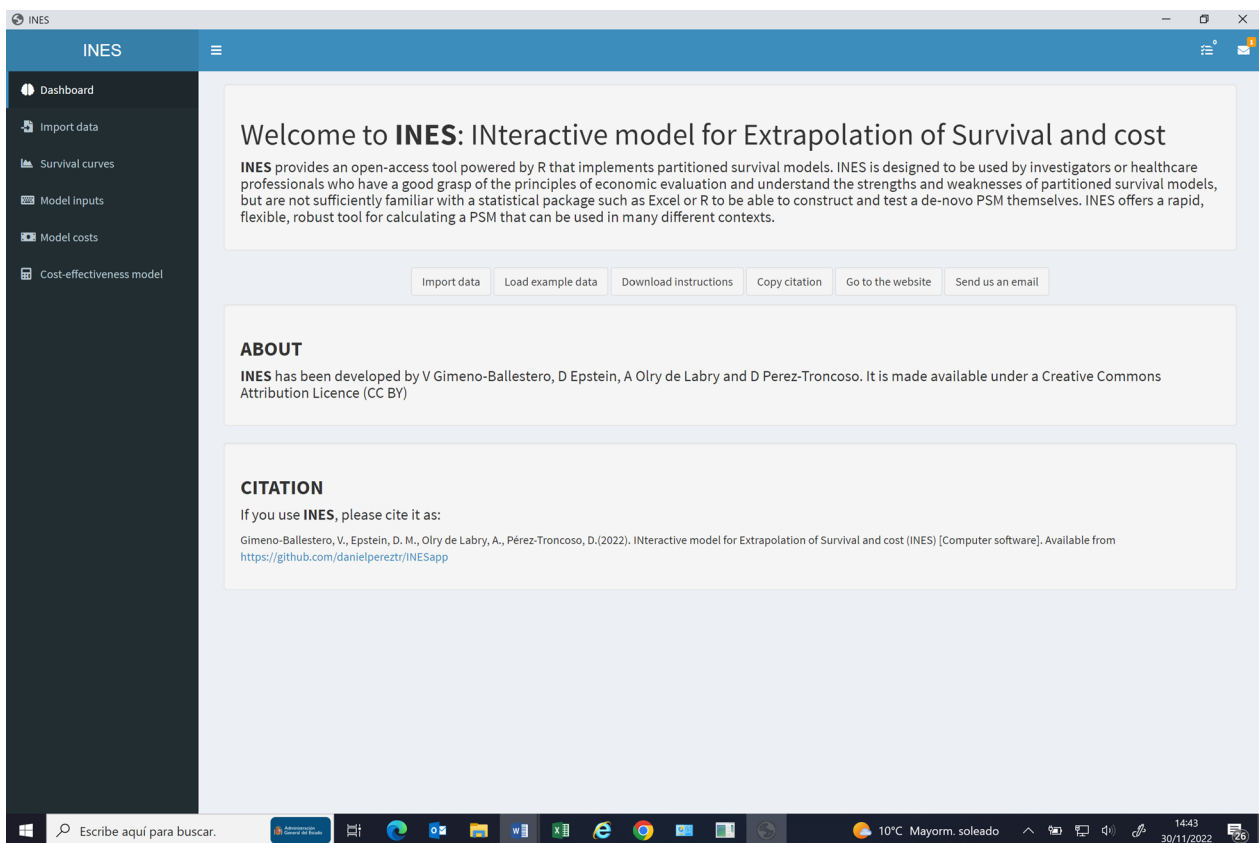 INES
INES
0
1
Dashboard
Import data
Survival curves
Model inputs
Model costs
Cost-effectiveness model
Welcome to INES: INteractive model for Extrapolation of Survival and cost
INES provides an open-access tool powered by R that implements partitioned survival models. INES is designed to be used by investigators or healthcare
professionals who have a good grasp of the principles of economic evaluation and understand the strengths and weaknesses of partitioned survival models,
but are not sufficiently familiar with a statistical package such as Excel or R to be able to construct and test a de-novo PSM themselves. INES offers a rapid,
flexible, robust tool for calculating a PSM that can be used in many different contexts.
Import data Load example data Download instructions Copy citation Go to the website Send us an email
ABOUT
INES has been developed by V Gimeno-Ballestero, D Epstein, A Olry de Labry and D Perez-Troncoso. It is made available under a Creative Commons
Attribution Licence (CC BY)
CITATION
If you use INES, please cite it as:
Gimeno-Ballestero, V., Epstein, D. M., Olry de Labry, A., Pérez-Troncoso, D.(2022). INteractive model for Extrapolation of Survival and cost (INES) [Computer software]. Available from
https://github.com/danielpereztr/INESapp
Escribe aquí para buscar.
Administración
General del Estado
10°C Mayorm. soleado
14:43
30/11/2022
26